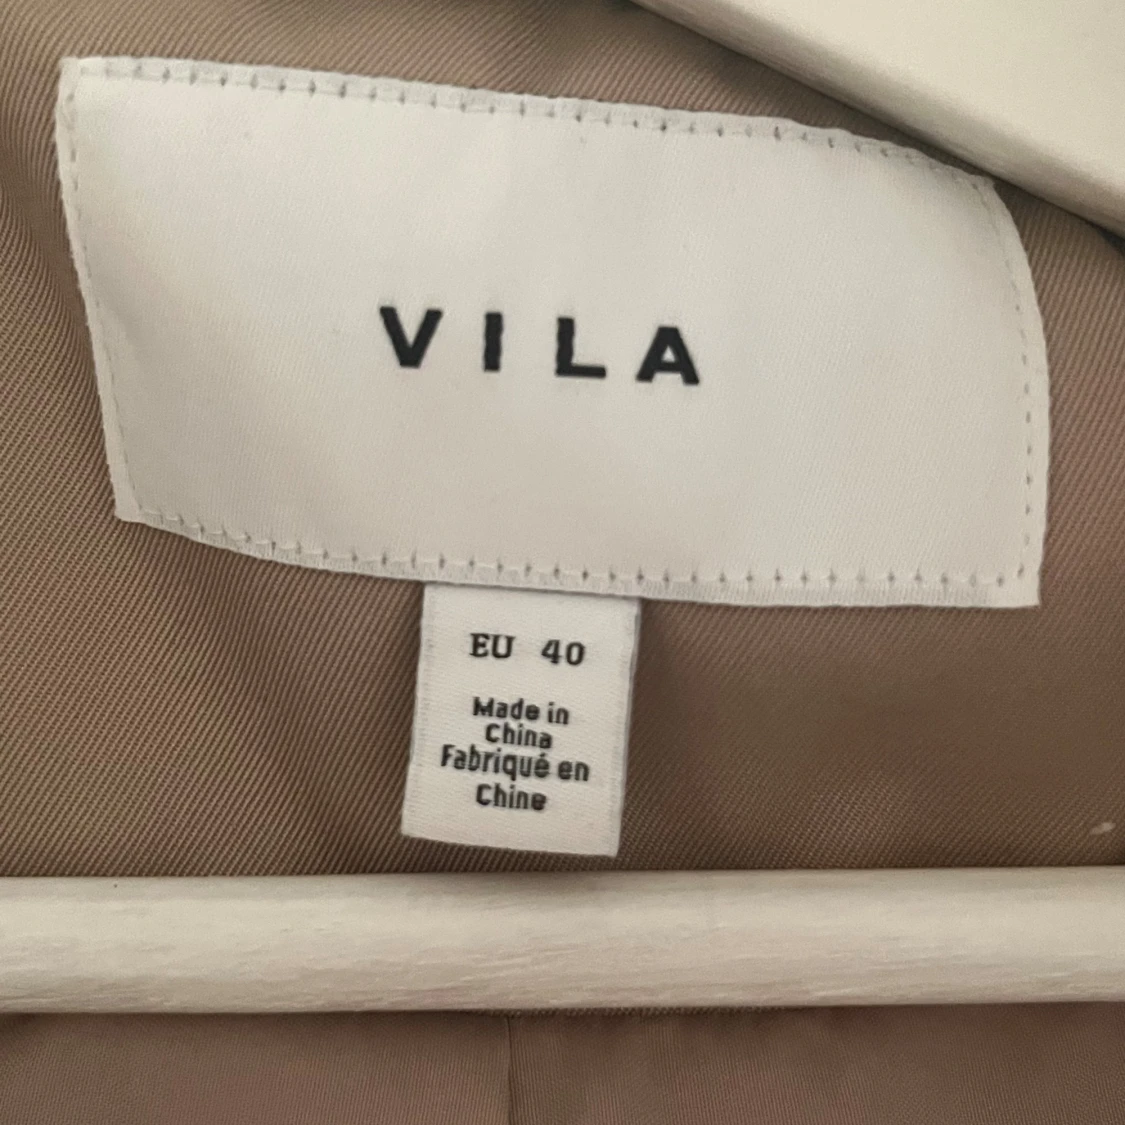 VILA
EU 40
Made in
China
Fabriqué en
Chine